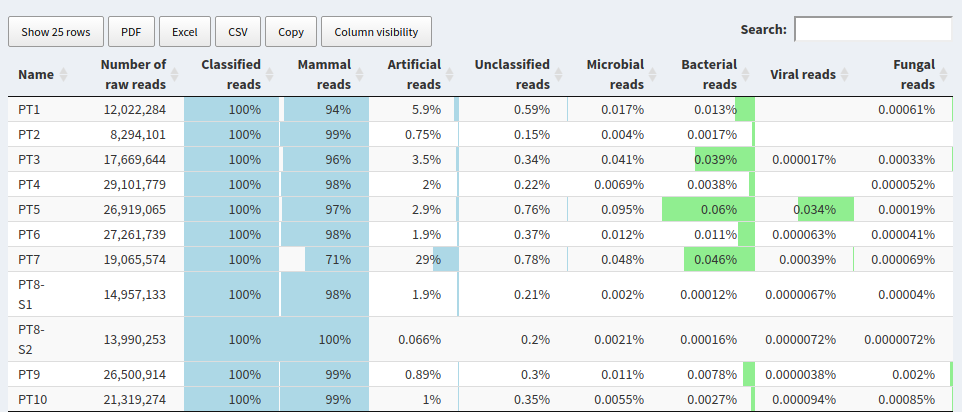 Show 25 rows PDF Excel CSV Copy Column visibility Search:
Name Number of raw reads Classified reads Mammal reads Artificial reads Unclassified reads Microbial reads Bacterial reads Viral reads Fungal reads
PT1 12,022,284 100% 94% 5.9% 0.59% 0.017% 0.013% 0.00061%
PT2 8,294,101 100% 99% 0.75% 0.15% 0.004% 0.0017%
PT3 17,669,644 100% 96% 3.5% 0.34% 0.041% 0.039% 0.000017% 0.00033%
PT4 29,101,779 100% 98% 2% 0.22% 0.0069% 0.0038% 0.000052%
PT5 26,919,065 100% 97% 2.9% 0.76% 0.095% 0.06% 0.034% 0.00019%
PT6 27,261,739 100% 98% 1.9% 0.37% 0.012% 0.011% 0.000063% 0.000041%
PT7 19,065,574 100% 71% 29% 0.78% 0.048% 0.046% 0.00039% 0.000069%
PT8-S1 14,957,133 100% 98% 1.9% 0.21% 0.002% 0.00012% 0.0000067% 0.00004%
PT8-S2 13,990,253 100% 100% 0.066% 0.2% 0.0021% 0.00016% 0.0000072% 0.0000072%
PT9 26,500,914 100% 99% 0.89% 0.3% 0.011% 0.0078% 0.0000038% 0.002%
PT10 21,319,274 100% 99% 1% 0.35% 0.0055% 0.0027% 0.000094% 0.00085%